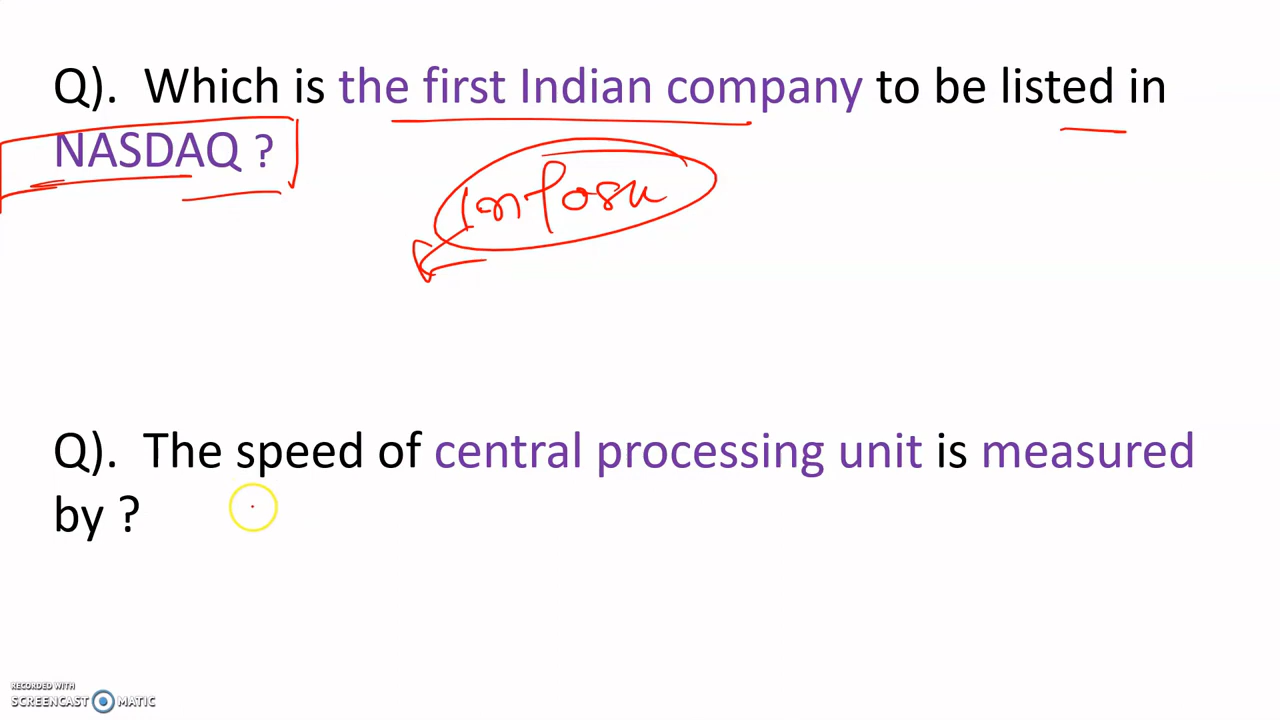 Q). Which is the first Indian company to be listed in
NASDAQ ?
Q). The speed of central processing unit is measured
by ?
RECORDED WITH
SCREENCAST MATIC